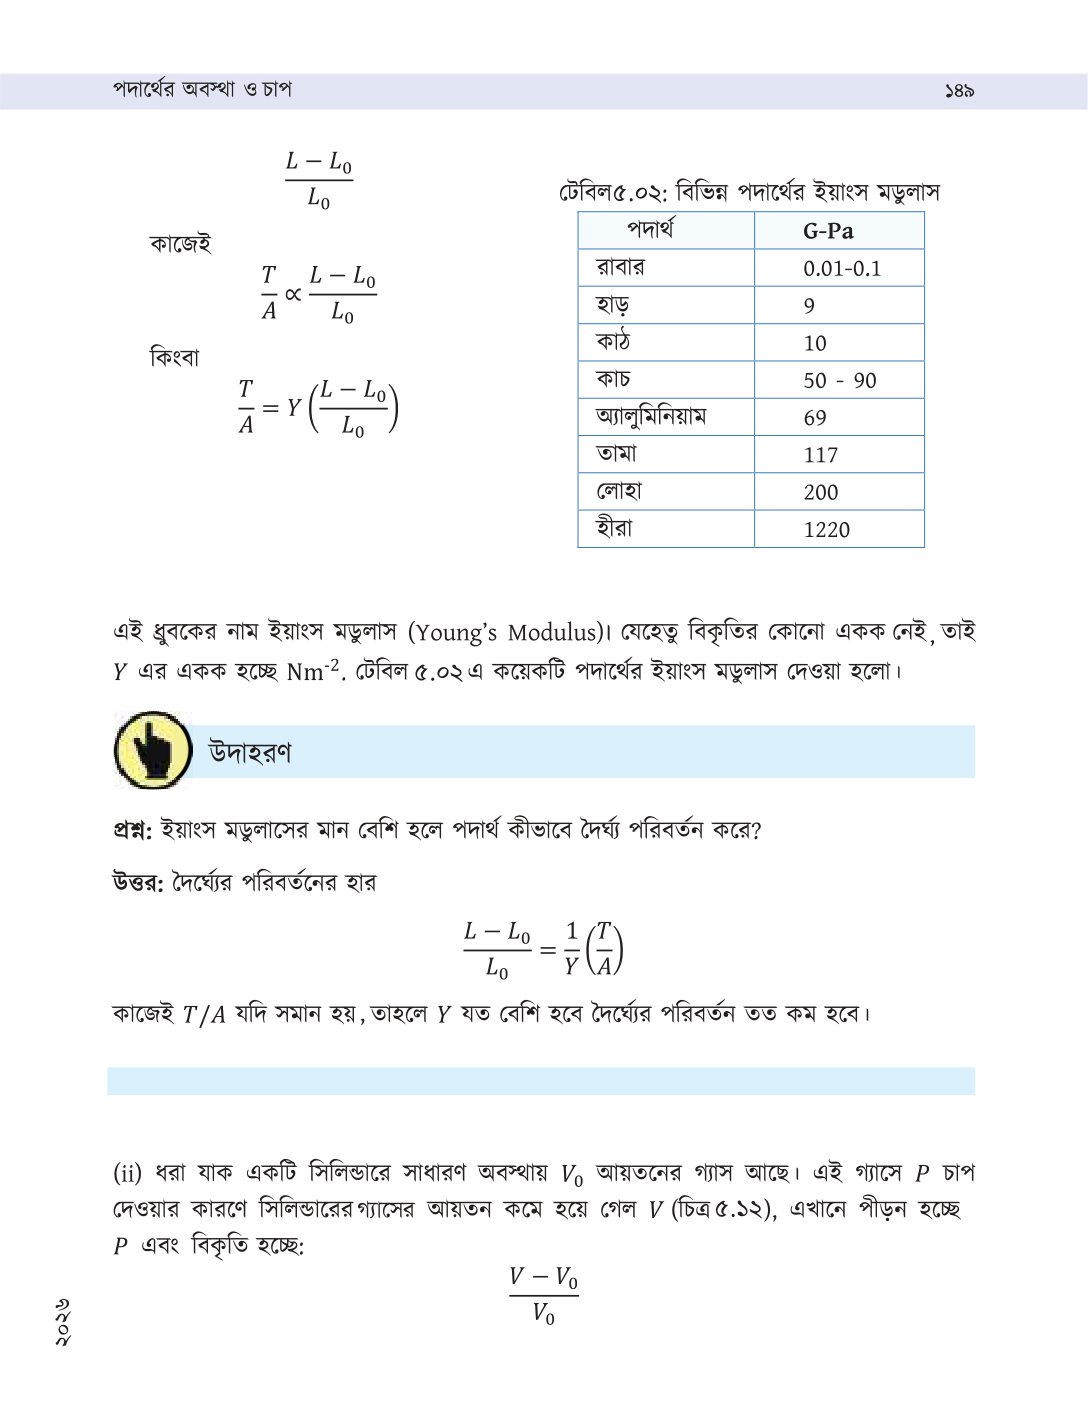 পদার্থের অবস্থা ও চাপ ১৪৯
L − L₀
L₀
কাজেই
T/A ∝ (L − L₀)/L₀
কিংবা
T/A = Y ((L − L₀)/L₀)
টেবিল ৫.০২: বিভিন্ন পদার্থের ইয়াংস মডুলাস
পদার্থ G-Pa
রাবার 0.01-0.1
হাড় 9
কাঠ 10
কাচ 50 - 90
অ্যালুমিনিয়াম 69
তামা 117
লোহা 200
হীরা 1220
এই ধ্রুবকের নাম ইয়াংস মডুলাস (Young’s Modulus)। যেহেতু বিকৃতির কোনো একক নেই, তাই
Y এর একক হচ্ছে Nm⁻². টেবিল ৫.০২ এ কয়েকটি পদার্থের ইয়াংস মডুলাস দেওয়া হলো।
উদাহরণ
প্রশ্ন: ইয়াংস মডুলাসের মান বেশি হলে পদার্থ কীভাবে দৈর্ঘ্য পরিবর্তন করে?
উত্তর: দৈর্ঘ্যের পরিবর্তনের হার
(L − L₀)/L₀ = 1/Y (T/A)
কাজেই T/A যদি সমান হয়, তাহলে Y যত বেশি হবে দৈর্ঘ্যের পরিবর্তন তত কম হবে।
(ii) ধরা যাক একটি সিলিন্ডারে সাধারণ অবস্থায় V₀ আয়তনের গ্যাস আছে। এই গ্যাসে P চাপ
দেওয়ার কারণে সিলিন্ডারের গ্যাসের আয়তন কমে হয়ে গেল V (চিত্র ৫.১২), এখানে পীড়ন হচ্ছে
P এবং বিকৃতি হচ্ছে:
V − V₀
V₀
২০২৬